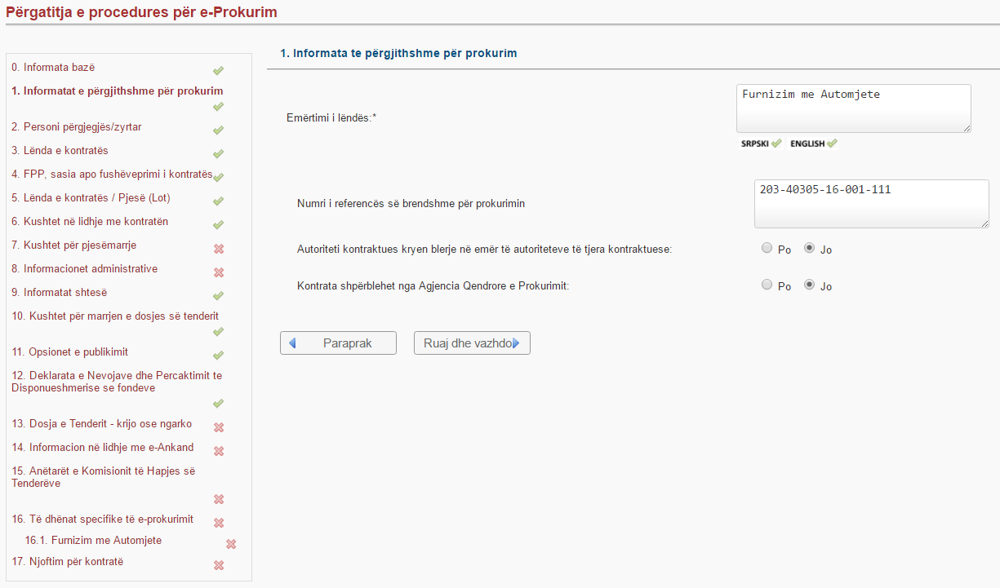 Përgatitja e procedures për e-Prokurim
0. Informata bazë
1. Informatat e përgjithshme për prokurim
2. Personi përgjegjës/zyrtar
3. Lënda e kontratës
4. FPP, sasia apo fushëveprimi i kontratës
5. Lënda e kontratës / Pjesë (Lot)
6. Kushtet në lidhje me kontratën
7. Kushtet për pjesëmarrje
8. Informacionet administrative
9. Informatat shtesë
10. Kushtet për marrjen e dosjes së tenderit
11. Opsionet e publikimit
12. Deklarata e Nevojave dhe Percaktimit te
Disponueshmerise se fondeve
13. Dosja e Tenderit - krijo ose ngarko
14. Informacion në lidhje me e-Ankand
15. Anëtarët e Komisionit të Hapjes së
Tenderëve
16. Të dhënat specifike të e-prokurimit
16.1. Furnizim me Automjete
17. Njoftim për kontratë
1. Informata te përgjithshme për prokurim
Emërtimi i lëndës:*
Furnizim me Automjete
SRPSKI ENGLISH
Numri i referencës së brendshme për prokurimin
203-40305-16-001-111
Autoriteti kontraktues kryen blerje në emër të autoriteteve të tjera kontraktuese:
Po Jo
Kontrata shpërblehet nga Agjencia Qendrore e Prokurimit:
Po Jo
Paraprak
Ruaj dhe vazhdo